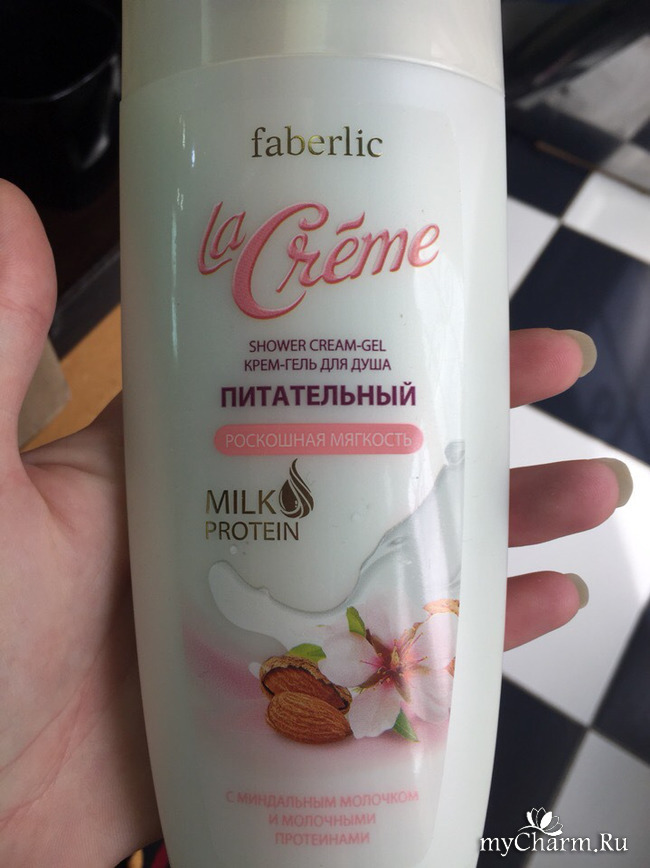 faberlic
La Créme
SHOWER CREAM-GEL
КРЕМ-ГЕЛЬ ДЛЯ ДУША
ПИТАТЕЛЬНЫЙ
РОСКОШНАЯ МЯГКОСТЬ
MILK
PROTEIN
С МИНДАЛЬНЫМ МОЛОЧКОМ
И МОЛОЧНЫМИ
ПРОТЕИНАМИ
myCharm.Ru